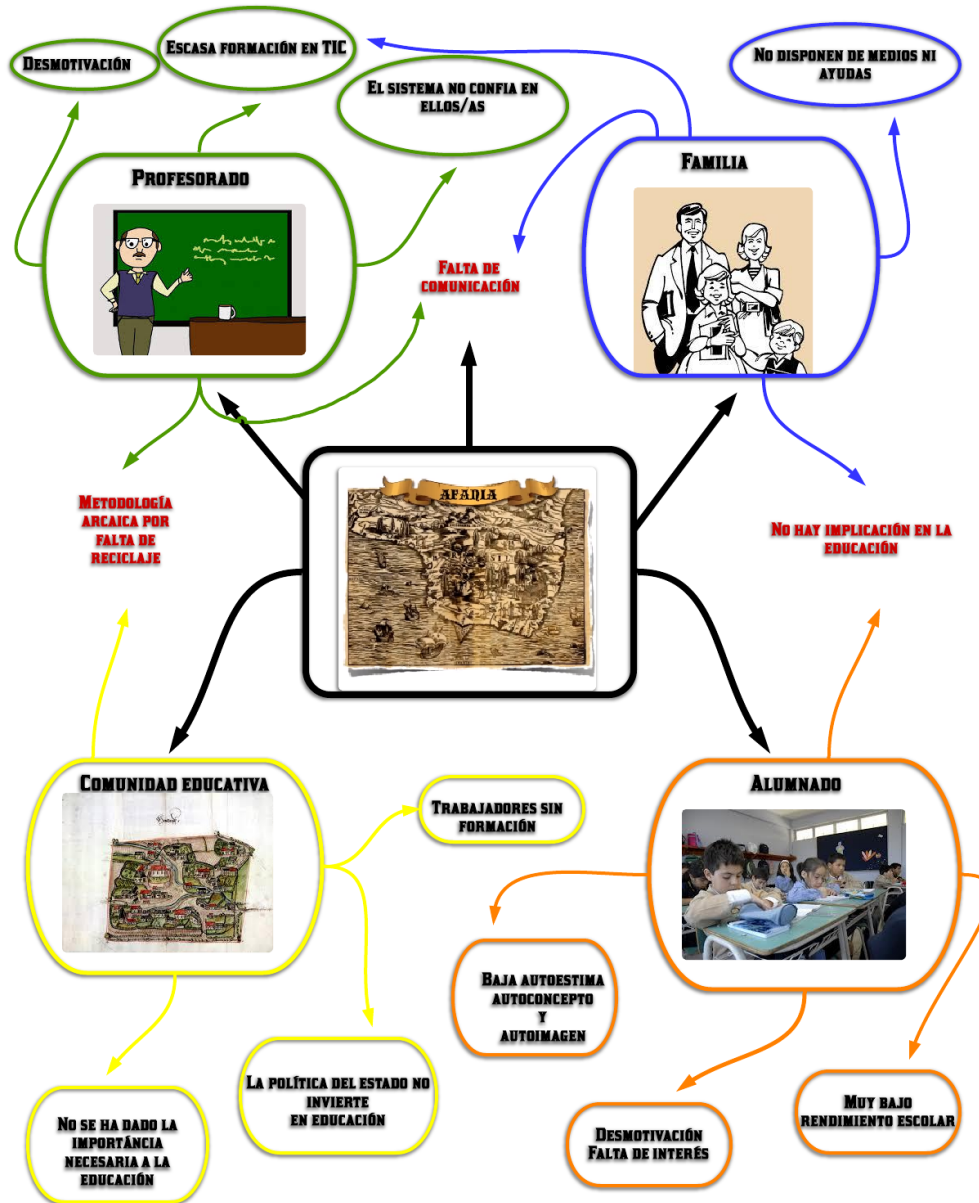 Desmotivación
Escasa formación en TIC
El sistema no confia en
ellos/as
No disponen de medios ni
ayudas
Profesorado
Familia
Falta de
comunicación
Metodología
arcaica por
falta de
reciclaje
AFANIA
No hay implicación en la
educación
Comunidad educativa
Trabajadores sin
formación
Alumnado
Baja autoestima
autoconcepto
y
autoimagen
La política del estado no
invierte
en educación
No se ha dado la
importáncia
necesaria a la
educación
Desmotivación
Falta de interés
Muy bajo
rendimiento escolar